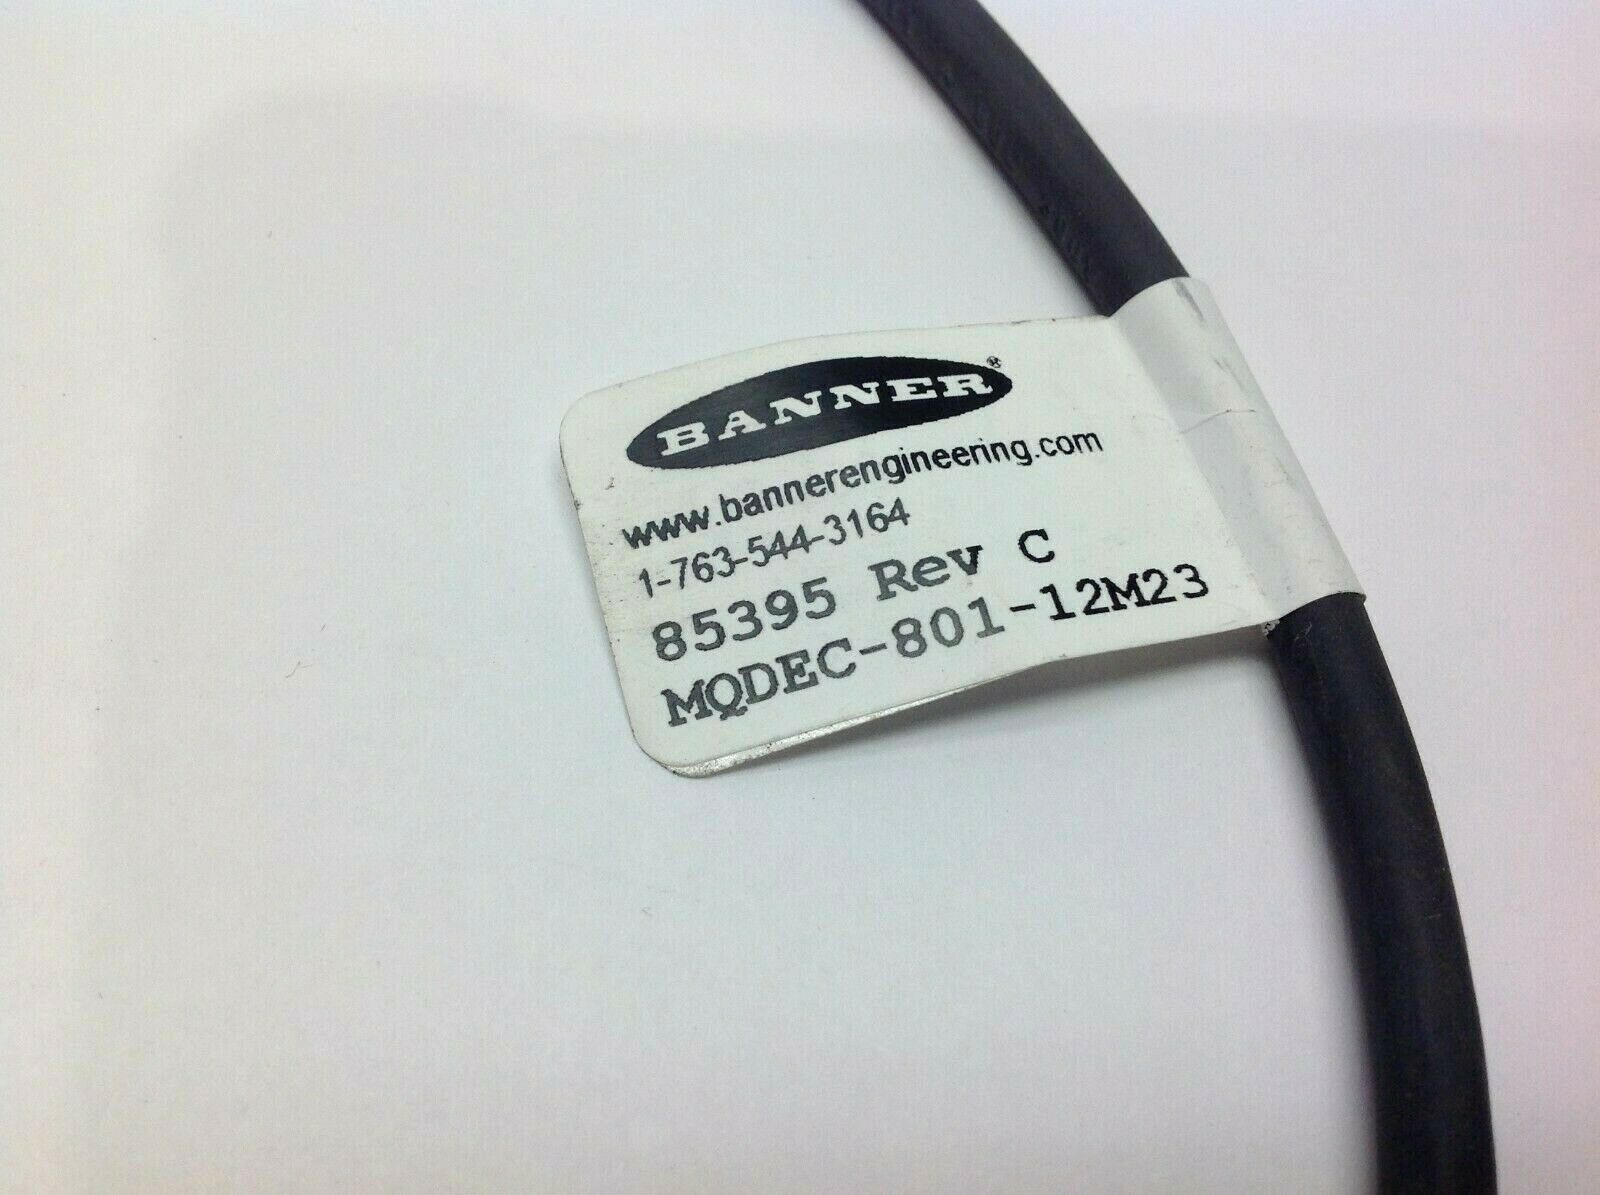 BANNER®
www.bannerengineering.com
1-763-544-3164
85395 Rev C
MQDEC-801-12M23